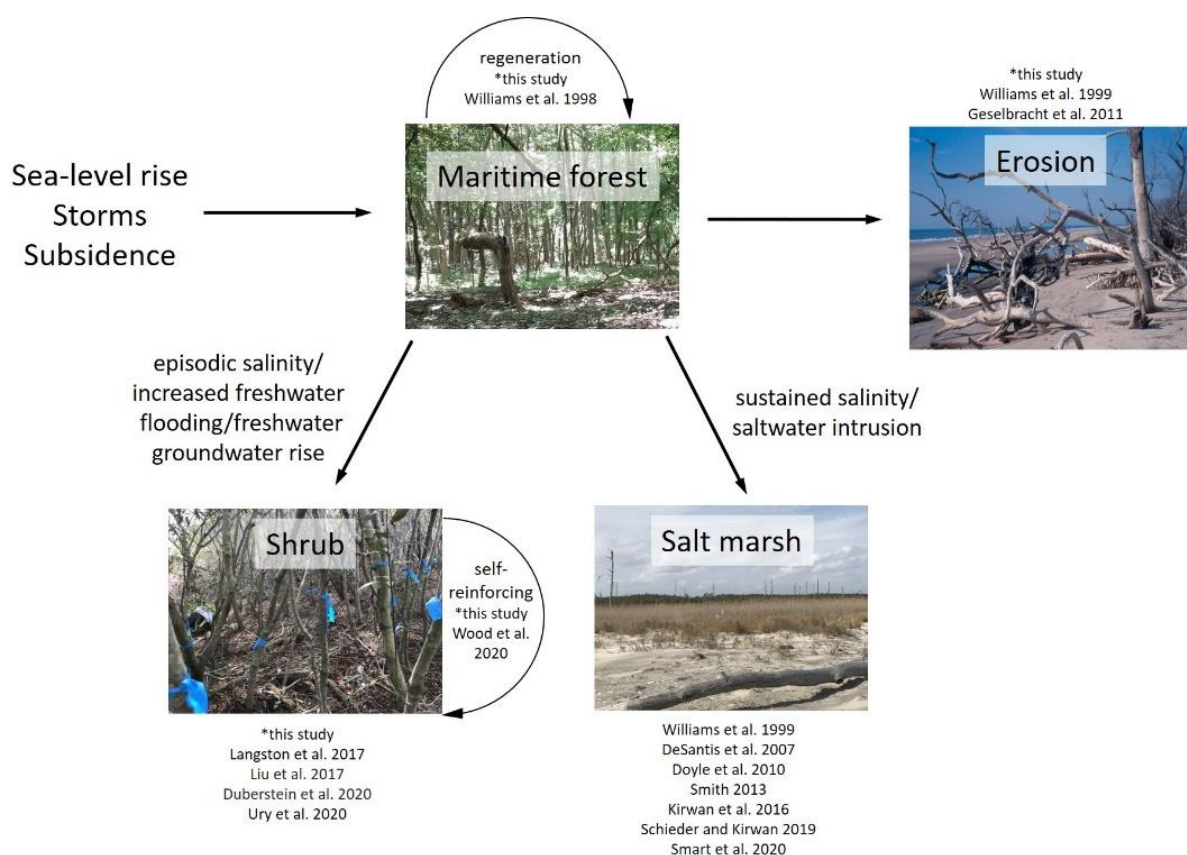 regeneration
*this study
Williams et al. 1998
Maritime forest
Sea-level rise
Storms
Subsidence
*this study
Williams et al. 1999
Geselbracht et al. 2011
Erosion
episodic salinity/
increased freshwater
flooding/freshwater
groundwater rise
sustained salinity/
saltwater intrusion
Shrub
self-
reinforcing
*this study
Wood et al.
2020
*this study
Langston et al. 2017
Liu et al. 2017
Duberstein et al. 2020
Ury et al. 2020
Salt marsh
Williams et al. 1999
DeSantis et al. 2007
Doyle et al. 2010
Smith 2013
Kirwan et al. 2016
Schieder and Kirwan 2019
Smart et al. 2020